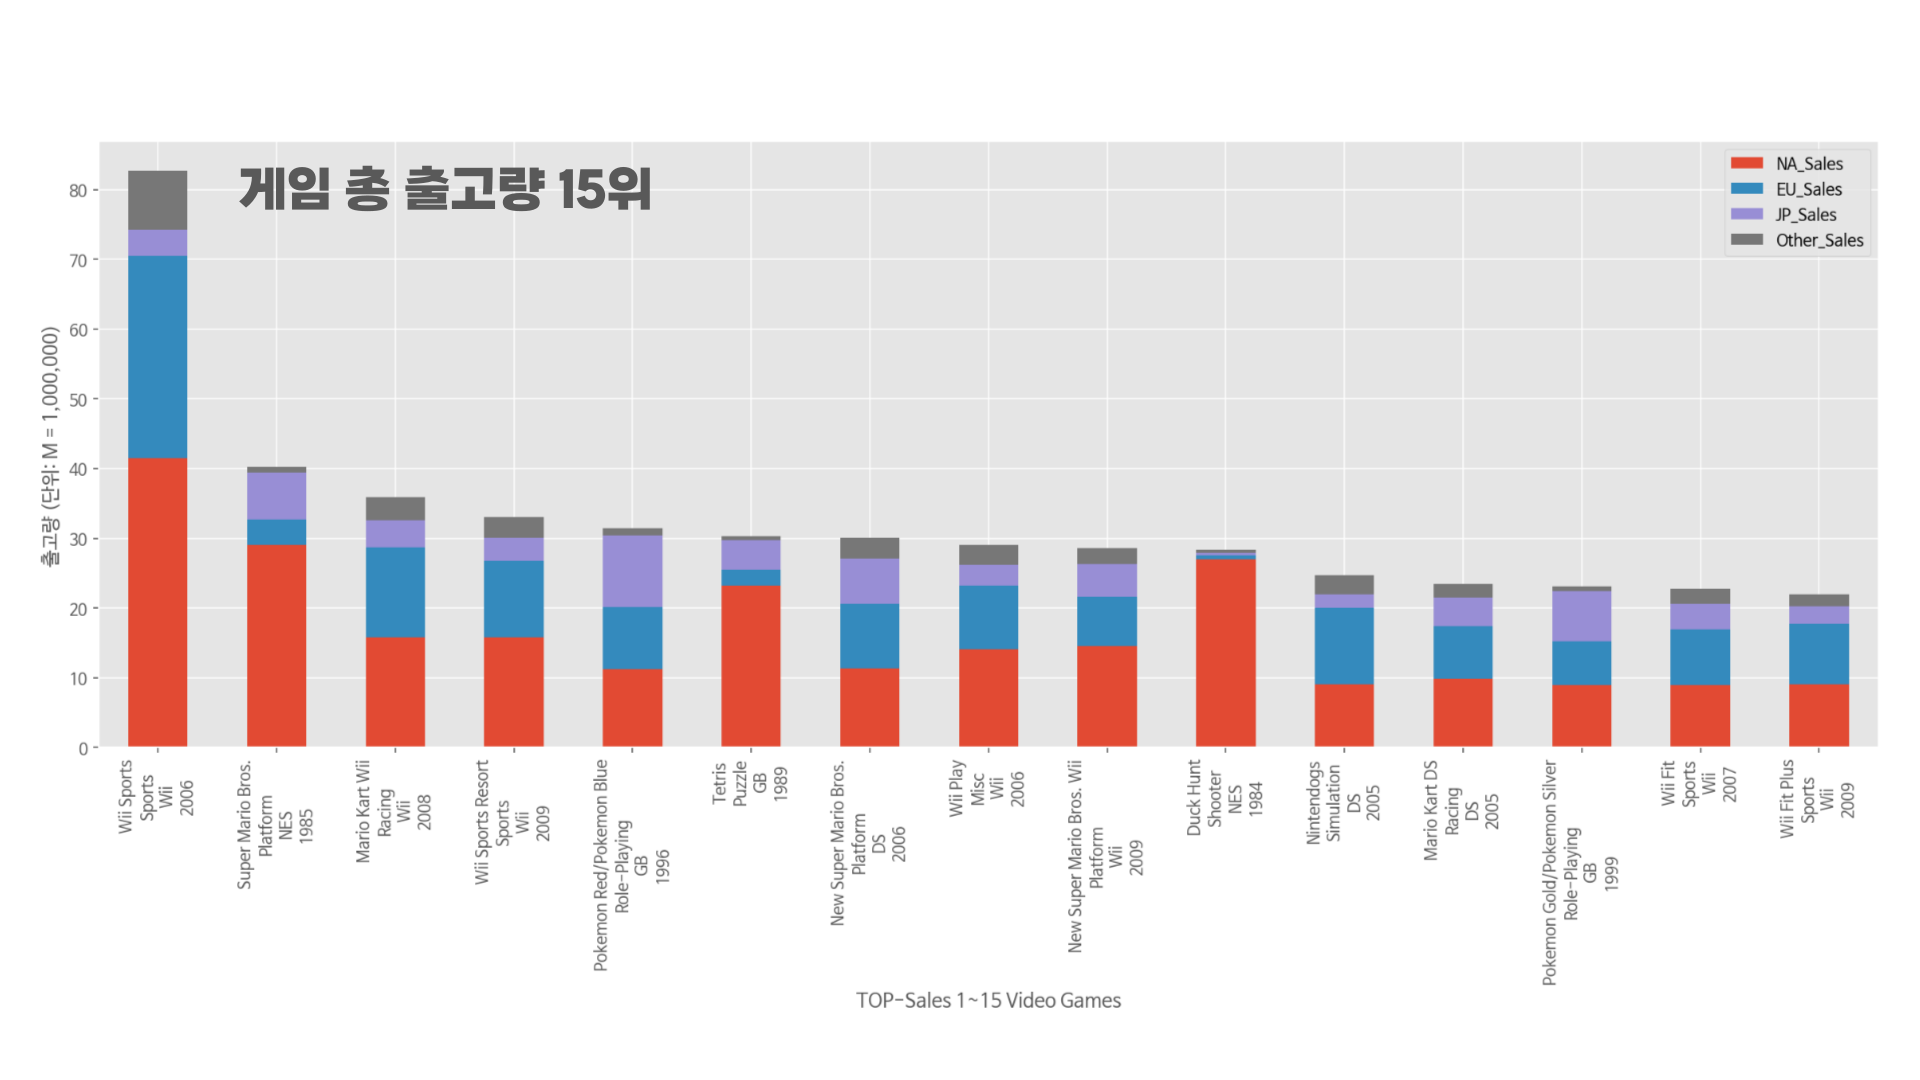 게임 총 출고량 15위
NA_Sales
EU_Sales
JP_Sales
Other_Sales
출고량 (단위: M = 1,000,000)
80
70
60
50
40
30
20
10
0
Wii Sports
Sports
Wii
2006
Super Mario Bros.
Platform
NES
1985
Mario Kart Wii
Racing
Wii
2008
Wii Sports Resort
Sports
Wii
2009
Pokemon Red/Pokemon Blue
Role-Playing
GB
1996
Tetris
Puzzle
GB
1989
New Super Mario Bros.
Platform
DS
2006
Wii Play
Misc
Wii
2006
New Super Mario Bros. Wii
Platform
Wii
2009
Duck Hunt
Shooter
NES
1984
Nintendogs
Simulation
DS
2005
Mario Kart DS
Racing
DS
2005
Pokemon Gold/Pokemon Silver
Role-Playing
GB
1999
Wii Fit
Sports
Wii
2007
Wii Fit Plus
Sports
Wii
2009
TOP-Sales 1~15 Video Games